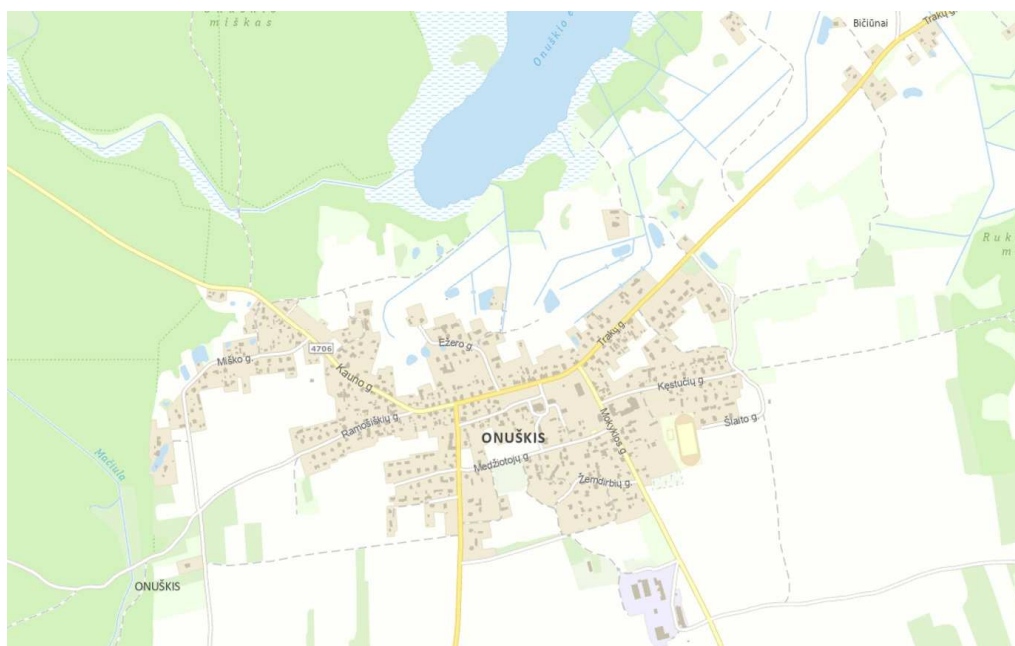 miškas
Onuškio e
Bičiūnai
Trakų g.
Ruk
m
Trakų g.
Ežero g.
4706
Miško g.
Kauno g.
Kęstučių g.
Ramošiškių g.
Mokyklos g.
Šlaito g.
ONUŠKIS
Mačiula
Medžiotojų g.
Žemdirbių g.
ONUŠKIS